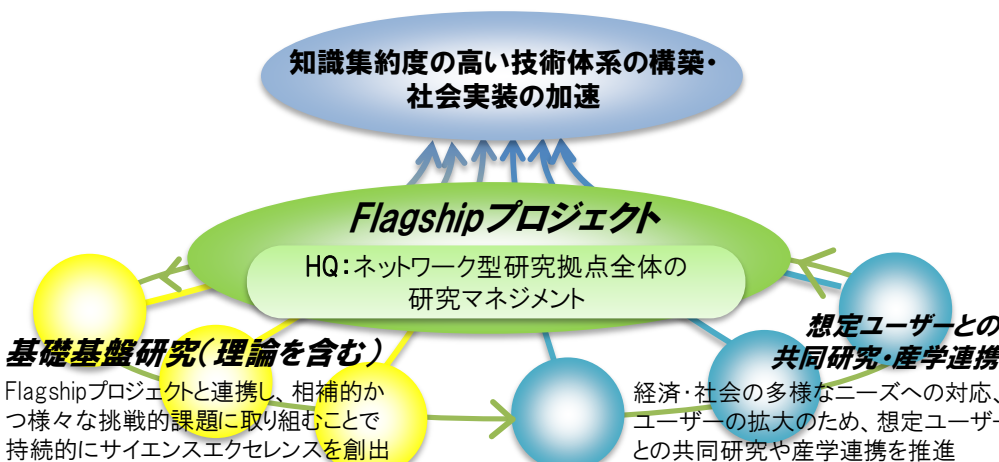 知識集約度の高い技術体系の構築・
社会実装の加速
Flagshipプロジェクト
HQ：ネットワーク型研究拠点全体の
研究マネジメント
基礎基盤研究（理論を含む）
Flagshipプロジェクトと連携し、相補的か
つ様々な挑戦的課題に取り組むことで
持続的にサイエンスエクセレンスを創出
想定ユーザーとの
共同研究・産学連携
経済・社会の多様なニーズへの対応、
ユーザーの拡大のため、想定ユーザー
との共同研究や産学連携を推進